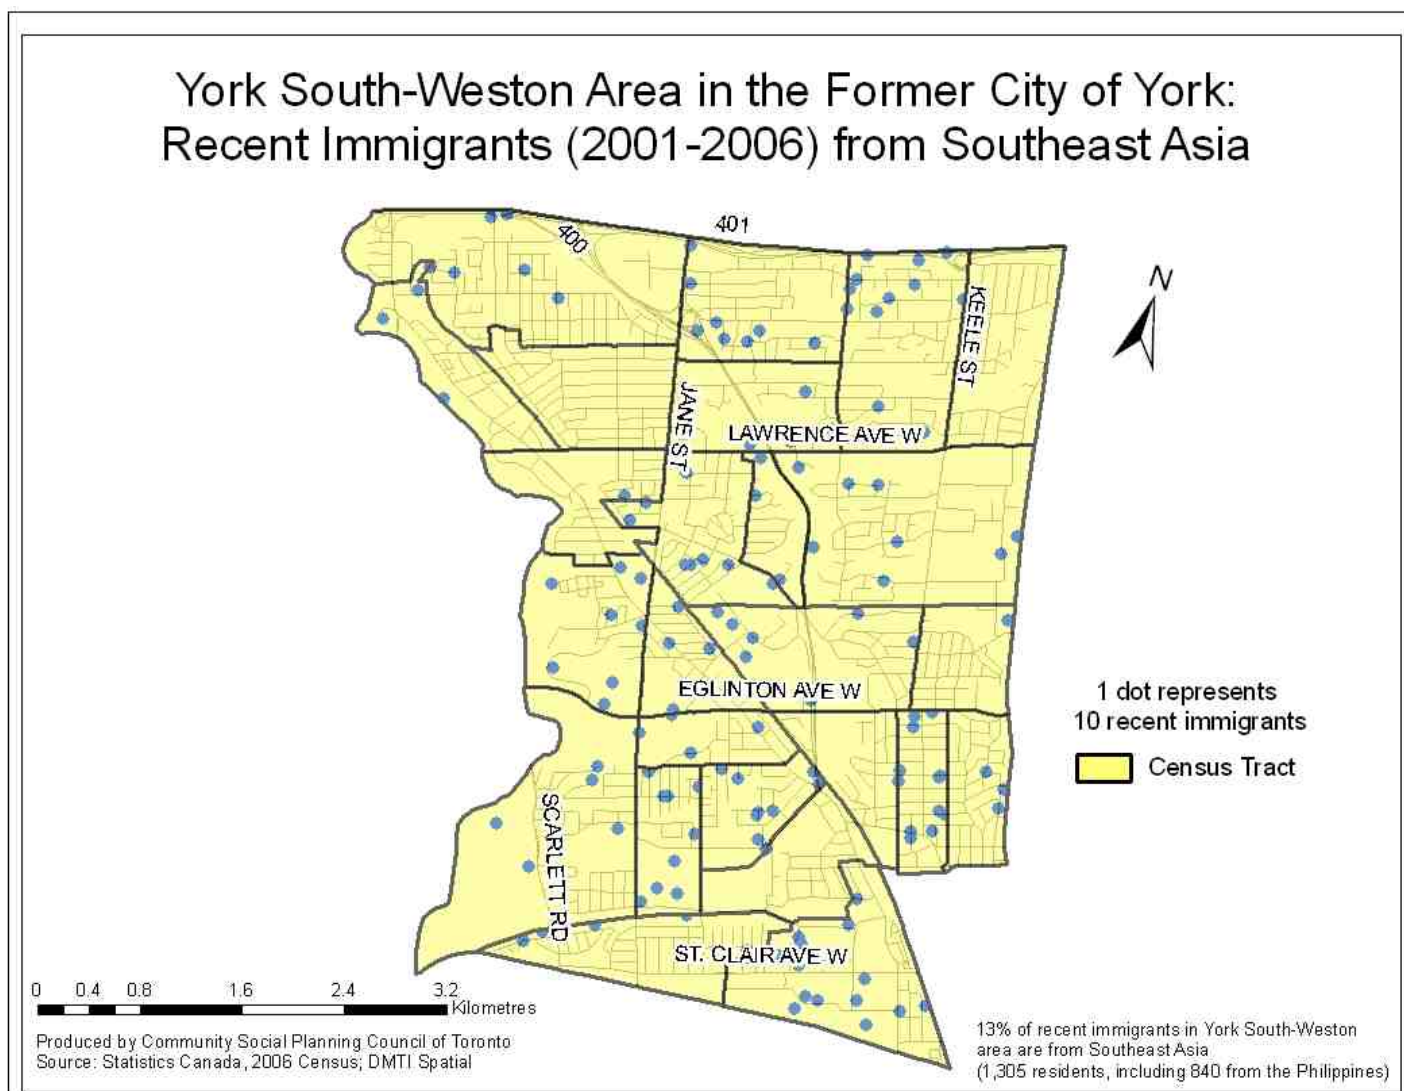 York South-Weston Area in the Former City of York:
Recent Immigrants (2001-2006) from Southeast Asia
401
400
N
KEELE ST
JANE ST
LAWRENCE AVE W
EGLINTON AVE W
1 dot represents
10 recent immigrants
Census Tract
SCARLETT RD
ST. CLAIR AVE W
0 0.4 0.8 1.6 2.4 3.2
Kilometres
Produced by Community Social Planning Council of Toronto
Source: Statistics Canada, 2006 Census; DMTI Spatial
13% of recent immigrants in York South-Weston
area are from Southeast Asia
(1,305 residents, including 840 from the Philippines)